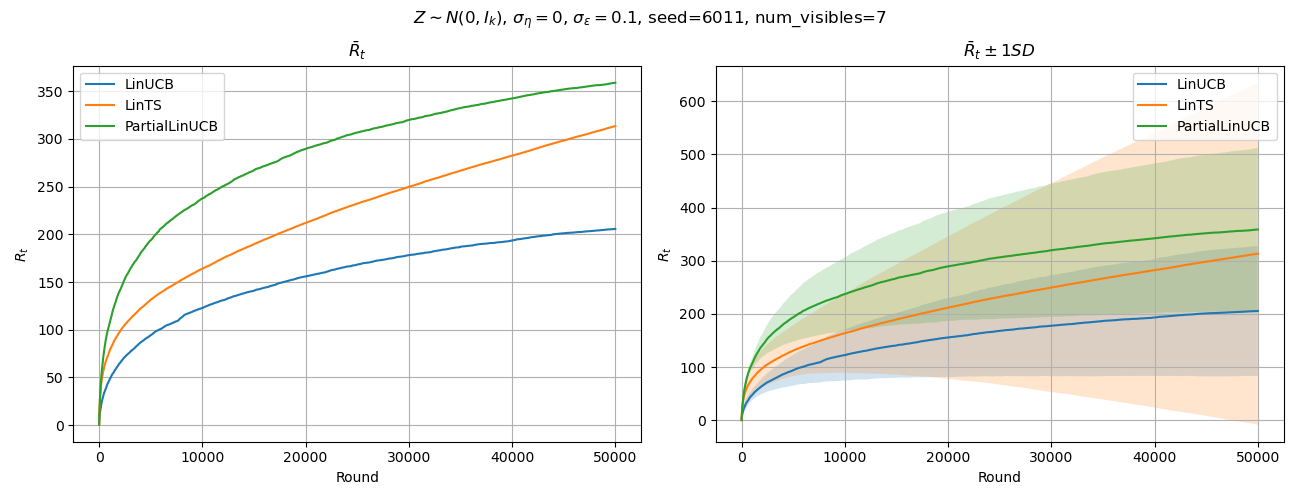 Z ∼ N(0, I_k), σ_η = 0, σ_ε = 0.1, seed=6011, num_visibles=7
R̄_t
R_t
350
300
250
200
150
100
50
0
LinUCB
LinTS
PartialLinUCB
0 10000 20000 30000 40000 50000
Round
R̄_t ± 1SD
R_t
600
500
400
300
200
100
0
LinUCB
LinTS
PartialLinUCB
0 10000 20000 30000 40000 50000
Round